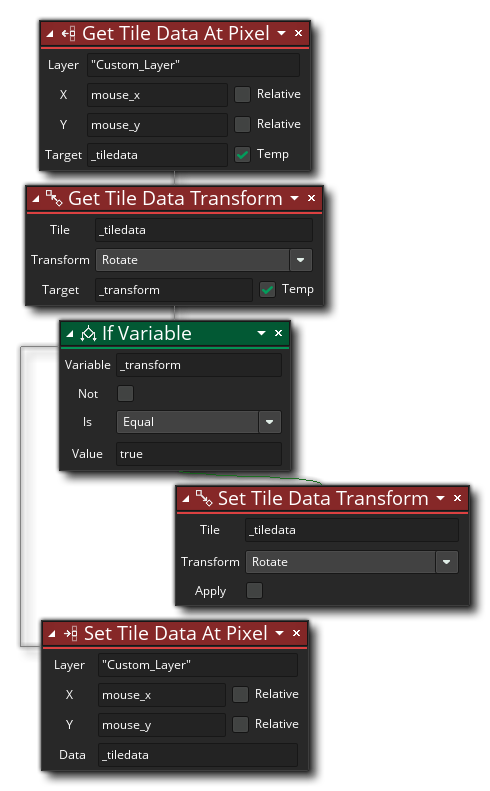 Get Tile Data At Pixel
Layer "Custom_Layer"
X mouse_x Relative
Y mouse_y Relative
Target _tiledata Temp
Get Tile Data Transform
Tile _tiledata
Transform Rotate
Target _transform Temp
If Variable
Variable _transform
Not
Is Equal
Value true
Set Tile Data Transform
Tile _tiledata
Transform Rotate
Apply
Set Tile Data At Pixel
Layer "Custom_Layer"
X mouse_x Relative
Y mouse_y Relative
Data _tiledata